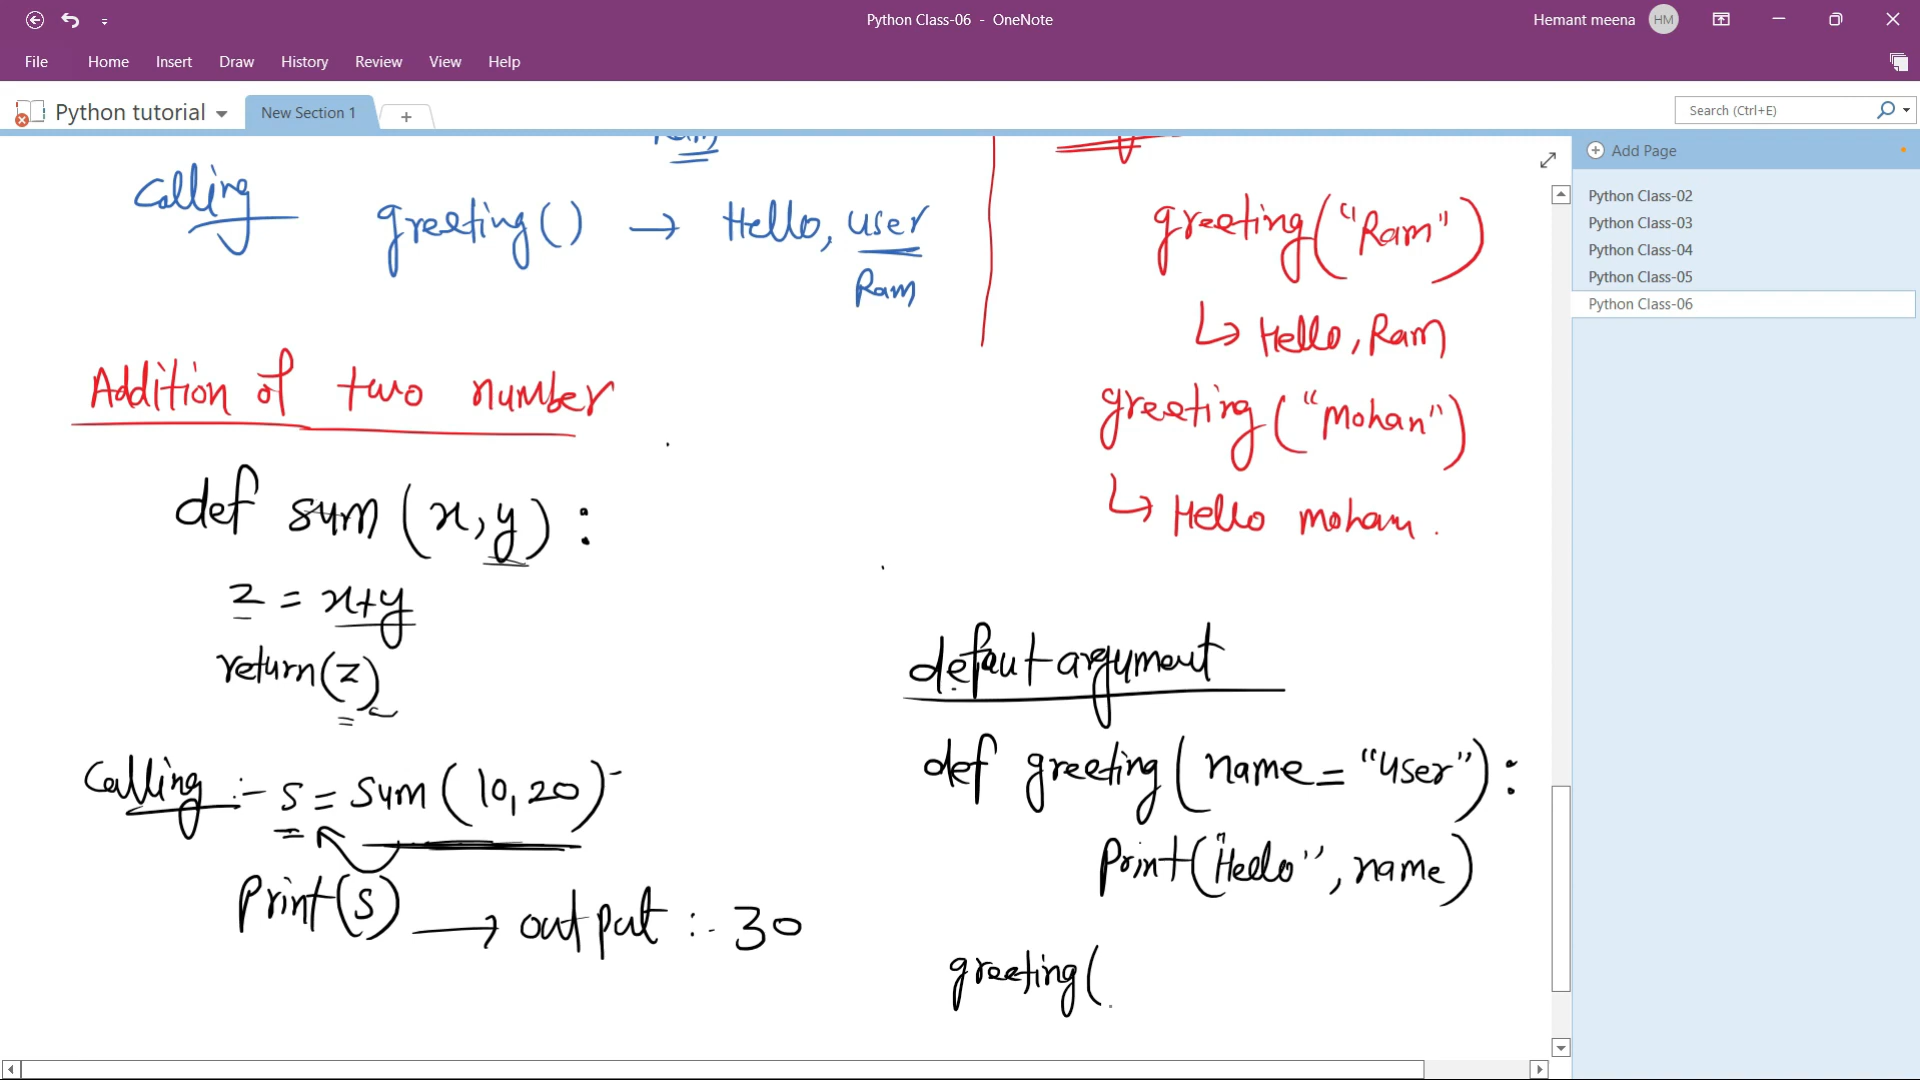 Python Class-06 - OneNote
Hemant meena
HM
File Home Insert Draw History Review View Help
Python tutorial
New Section 1
+
Search (Ctrl+E)
Add Page
Python Class-02
Python Class-03
Python Class-04
Python Class-05
Python Class-06
Calling
greeting() → Hello, user
Ram
Addition of two number
def sum (x,y) :
z = x+y
return(z)
Calling :- s = sum (10,20)
Print(s) → output :- 30
greeting("Ram")
↳ Hello, Ram
greeting("Mohan")
↳ Hello mohan.
defaut argument
def greeting( name = "user") :
Print("Hello", name)
greeting(